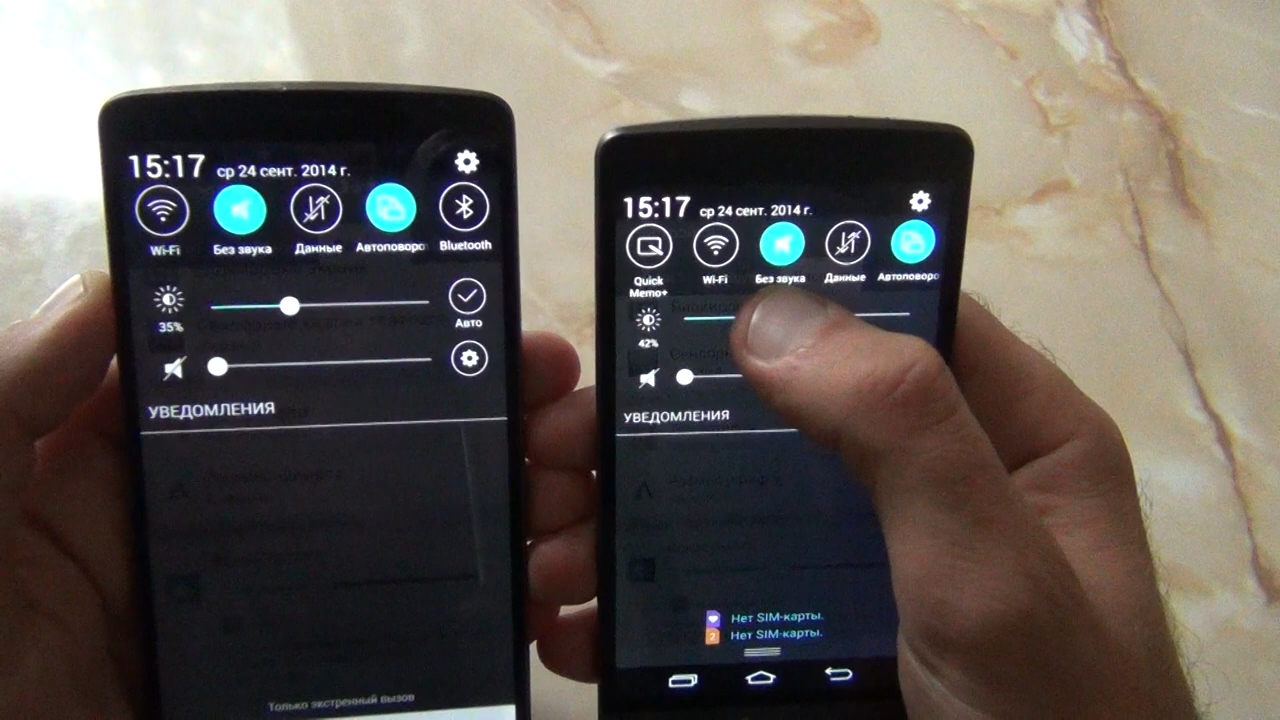 15:17 ср 24 сент. 2014 г.
Wi-Fi Без звука Данные Автоповоро Bluetooth
35%
Авто
УВЕДОМЛЕНИЯ
Только экстренный вызов
15:17 ср 24 сент. 2014 г.
Quick Memo+ Wi-Fi Без звука Данные Автоповоро
42%
УВЕДОМЛЕНИЯ
Нет SIM-карты.
2 Нет SIM-карты.